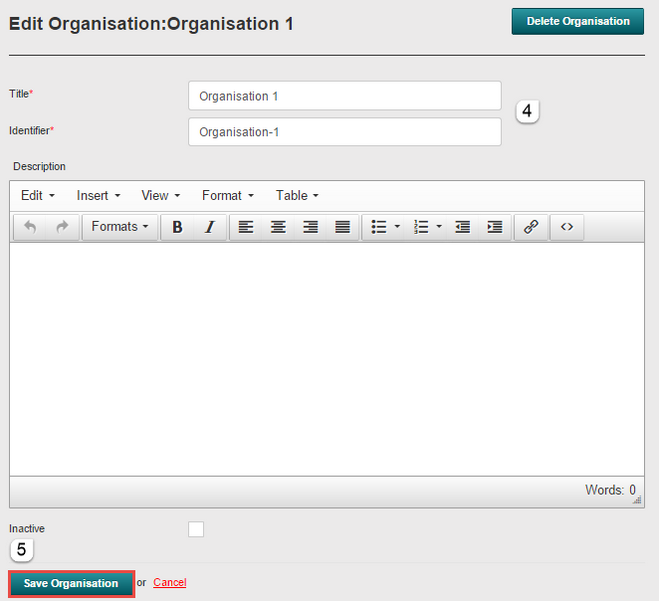 Edit Organisation:Organisation 1
Delete Organisation
Title*
Organisation 1
4
Identifier*
Organisation-1
Description
Edit Insert View Format Table
Formats B I
Words: 0
Inactive
5
Save Organisation or Cancel